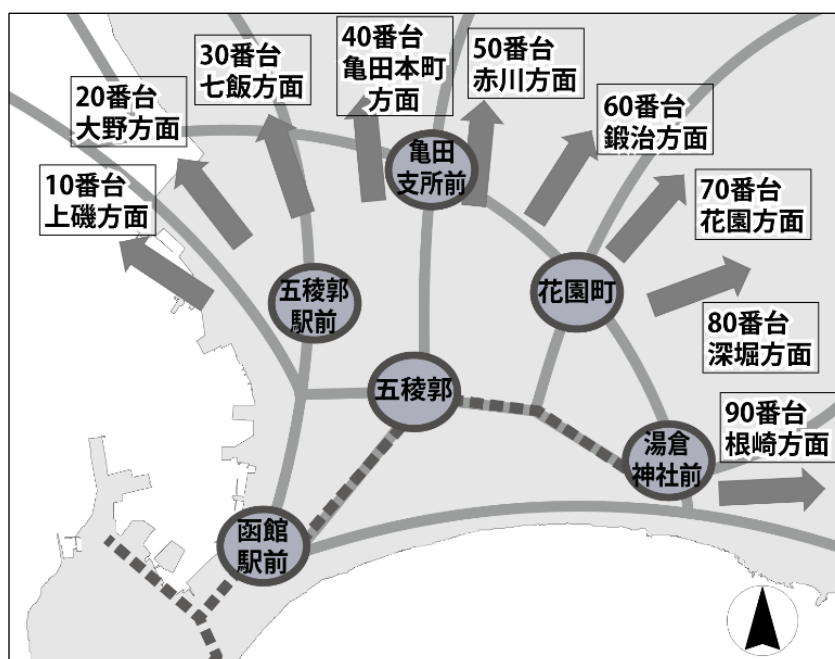 40番台
亀田本町
方面
50番台
赤川方面
30番台
七飯方面
20番台
大野方面
60番台
鍛治方面
10番台
上磯方面
70番台
花園方面
亀田
支所前
五稜郭
駅前
花園町
80番台
深堀方面
五稜郭
90番台
根崎方面
湯倉
神社前
函館
駅前